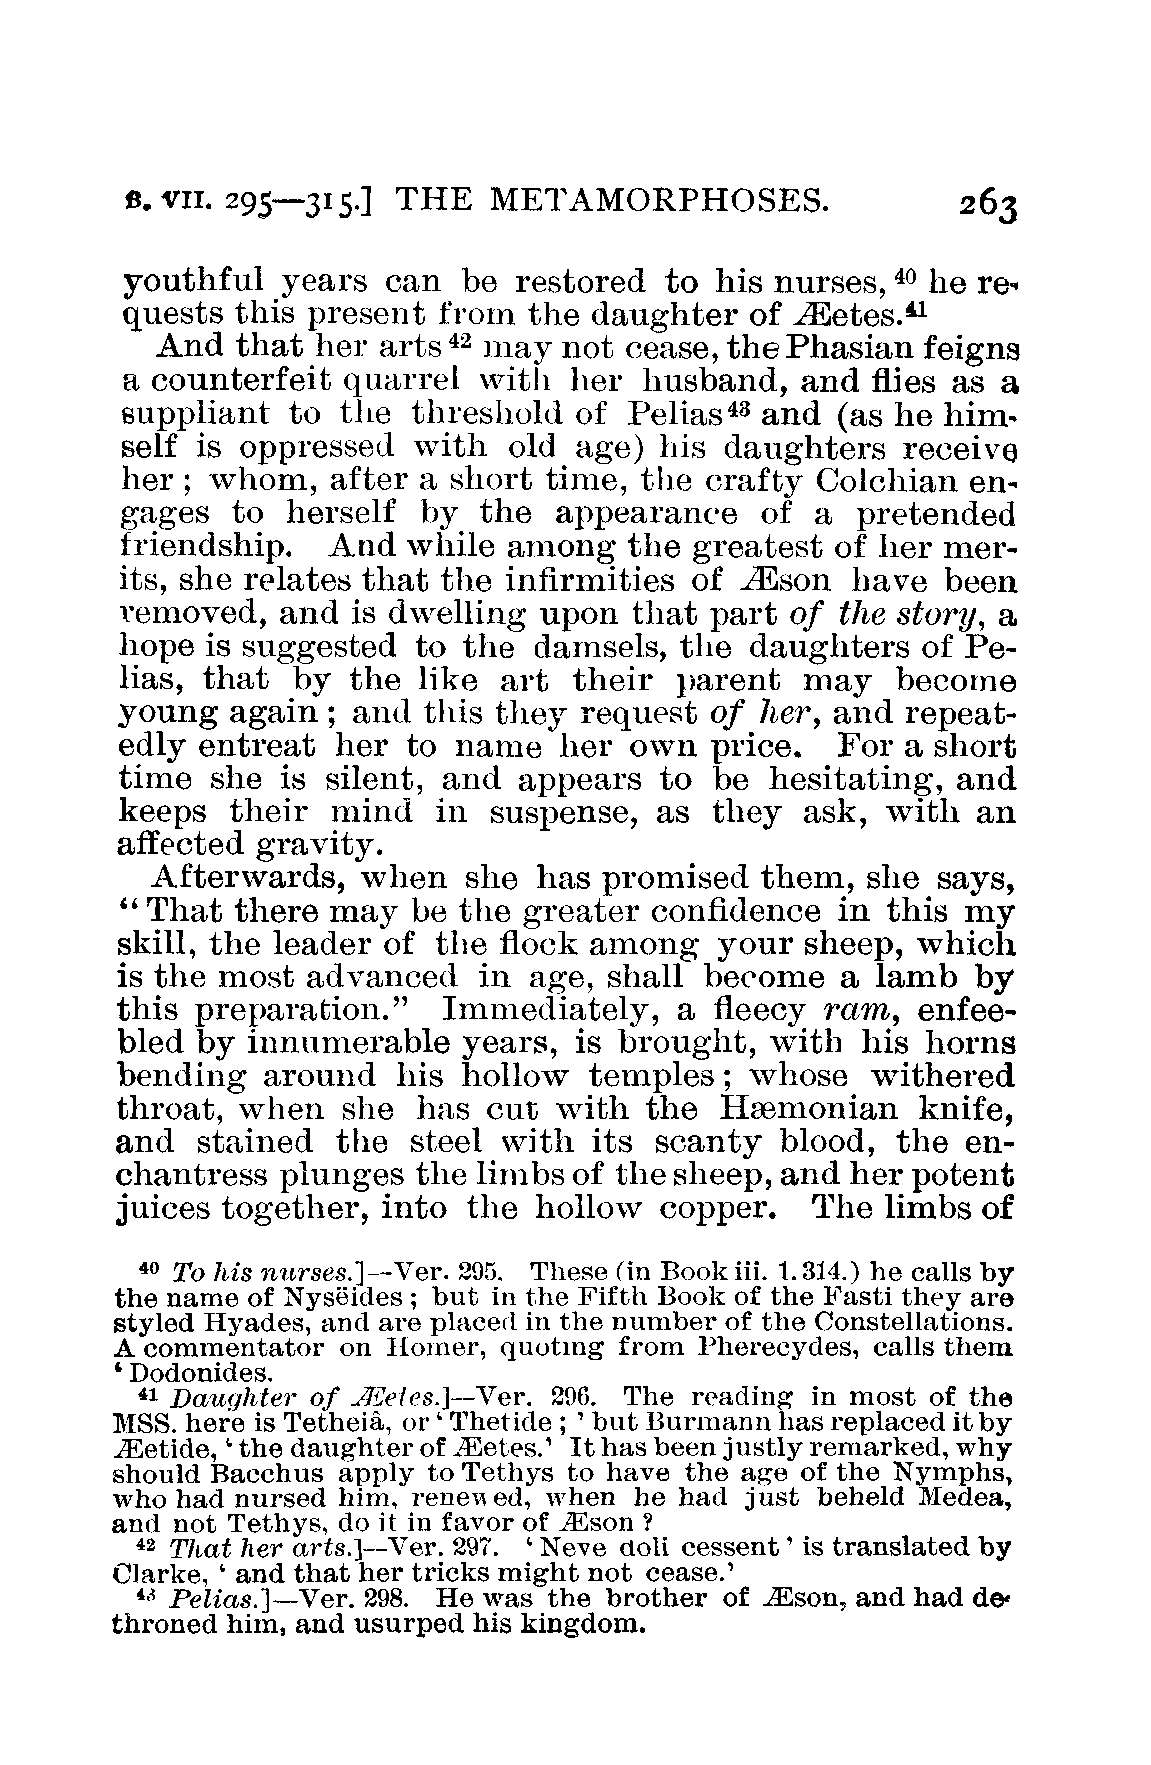 B. VII. 295—315.] THE METAMORPHOSES. 263
youthful years can be restored to his nurses,⁴⁰ he re-
quests this present from the daughter of Æetes.⁴¹
And that her arts⁴² may not cease, the Phasian feigns
a counterfeit quarrel with her husband, and flies as a
suppliant to the threshold of Pelias⁴³ and (as he him-
self is oppressed with old age) his daughters receive
her; whom, after a short time, the crafty Colchian en-
gages to herself by the appearance of a pretended
friendship. And while among the greatest of her mer-
its, she relates that the infirmities of Æson have been
removed, and is dwelling upon that part of the story, a
hope is suggested to the damsels, the daughters of Pe-
lias, that by the like art their parent may become
young again; and this they request of her, and repeat-
edly entreat her to name her own price. For a short
time she is silent, and appears to be hesitating, and
keeps their mind in suspense, as they ask, with an
affected gravity.
Afterwards, when she has promised them, she says,
“That there may be the greater confidence in this my
skill, the leader of the flock among your sheep, which
is the most advanced in age, shall become a lamb by
this preparation.” Immediately, a fleecy ram, enfee-
bled by innumerable years, is brought, with his horns
bending around his hollow temples; whose withered
throat, when she has cut with the Hæmonian knife,
and stained the steel with its scanty blood, the en-
chantress plunges the limbs of the sheep, and her potent
juices together, into the hollow copper. The limbs of
⁴⁰ To his nurses.]—Ver. 295. These (in Book iii. l. 314.) he calls by
the name of Nysëides; but in the Fifth Book of the Fasti they are
styled Hyades, and are placed in the number of the Constellations.
A commentator on Homer, quoting from Pherecydes, calls them
‘Dodonides.
⁴¹ Daughter of Æetes.]—Ver. 296. The reading in most of the
MSS. here is Tetheiâ, or ‘Thetide;’ but Burmann has replaced it by
Æetide, ‘the daughter of Æetes.’ It has been justly remarked, why
should Bacchus apply to Tethys to have the age of the Nymphs,
who had nursed him, renewed, when he had just beheld Medea,
and not Tethys, do it in favor of Æson?
⁴² That her arts.]—Ver. 297. ‘Neve doli cessent’ is translated by
Clarke, ‘and that her tricks might not cease.’
⁴³ Pelias.]—Ver. 298. He was the brother of Æson, and had de-
throned him, and usurped his kingdom.